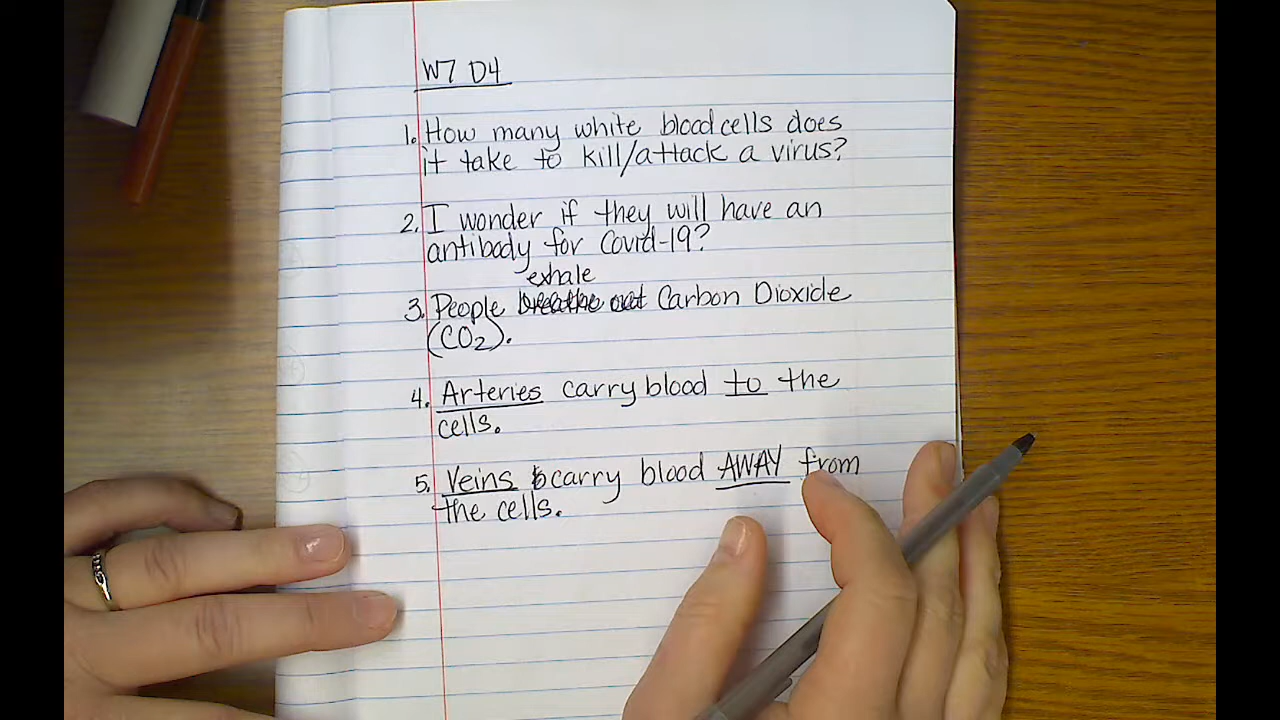 W7 D4
1. How many white blood cells does
it take to kill/attack a virus?
2. I wonder if they will have an
antibody for Covid-19?
exhale
3. People breathe out Carbon Dioxide
(CO2).
4. Arteries carry blood to the
cells.
5. Veins carry blood AWAY from
the cells.